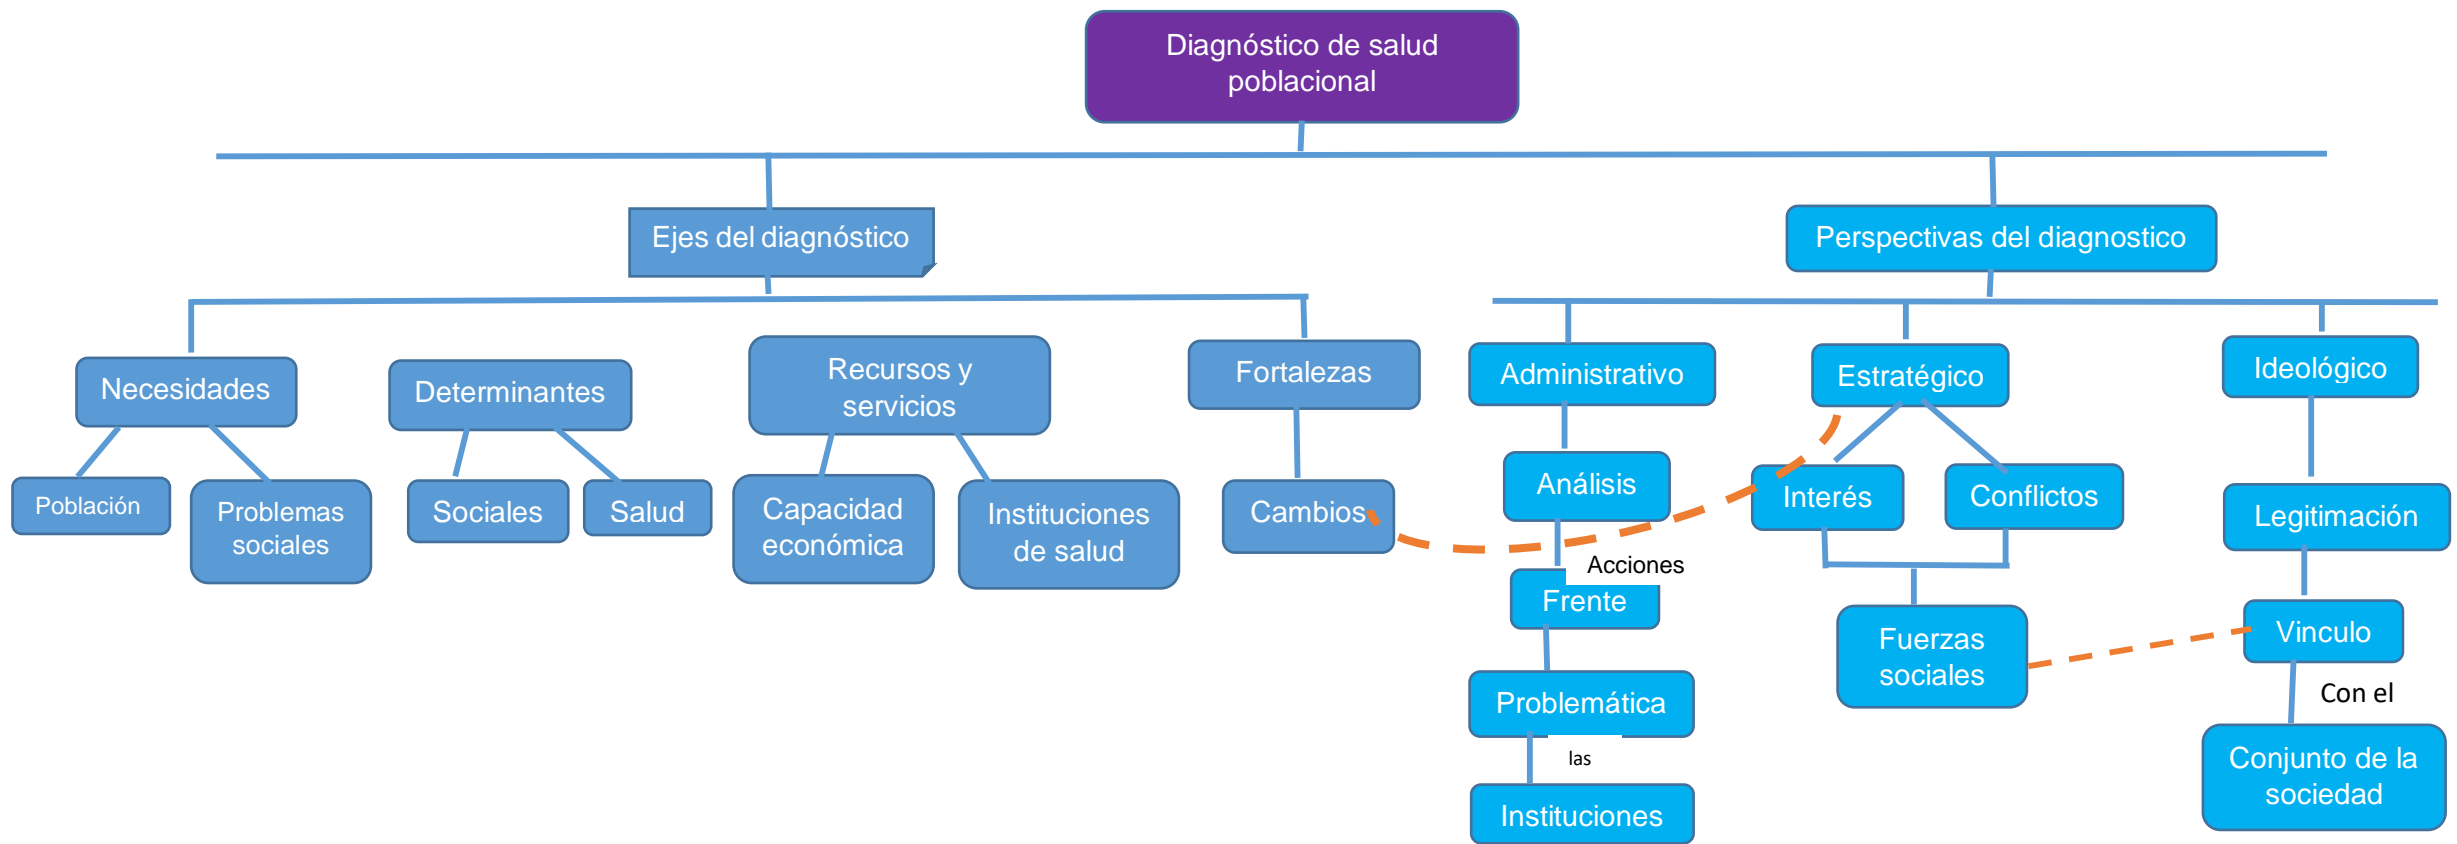 Diagnóstico de salud
poblacional
Ejes del diagnóstico
Perspectivas del diagnostico
Necesidades
Determinantes
Recursos y
servicios
Fortalezas
Administrativo
Estratégico
Ideológico
Población
Problemas
sociales
Sociales
Salud
Capacidad
económica
Instituciones
de salud
Cambios
Análisis
Interés
Conflictos
Legitimación
Acciones
Frente
Fuerzas
sociales
Vinculo
Problemática
Con el
las
Conjunto de la
sociedad
Instituciones